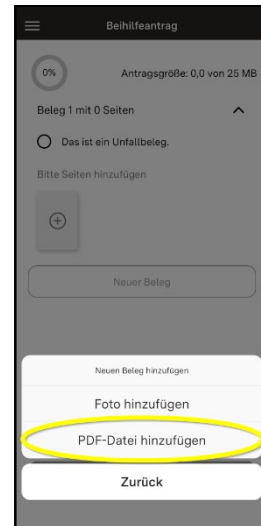 Beihilfeantrag
0%
Antragsgröße: 0,0 von 25 MB
Beleg 1 mit 0 Seiten
Das ist ein Unfallbeleg.
Bitte Seiten hinzufügen
Neuer Beleg
Neuen Beleg hinzufügen
Foto hinzufügen
PDF-Datei hinzufügen
Zurück